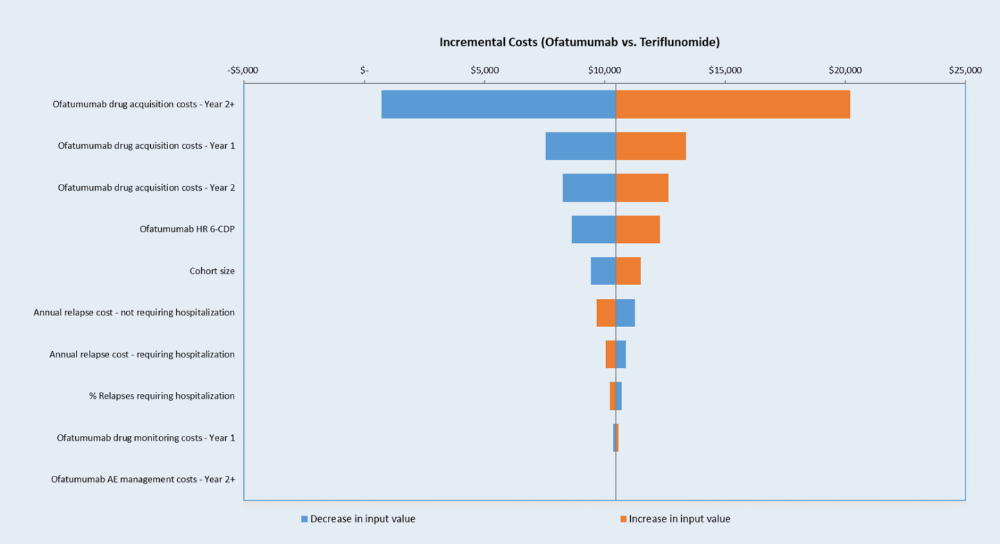 Incremental Costs (Ofatumumab vs. Teriflunomide)
-$5,000 $- $5,000 $10,000 $15,000 $20,000 $25,000
Ofatumumab drug acquisition costs - Year 2+
Ofatumumab drug acquisition costs - Year 1
Ofatumumab drug acquisition costs - Year 2
Ofatumumab HR 6-CDP
Cohort size
Annual relapse cost - not requiring hospitalization
Annual relapse cost - requiring hospitalization
% Relapses requiring hospitalization
Ofatumumab drug monitoring costs - Year 1
Ofatumumab AE management costs - Year 2+
Decrease in input value Increase in input value